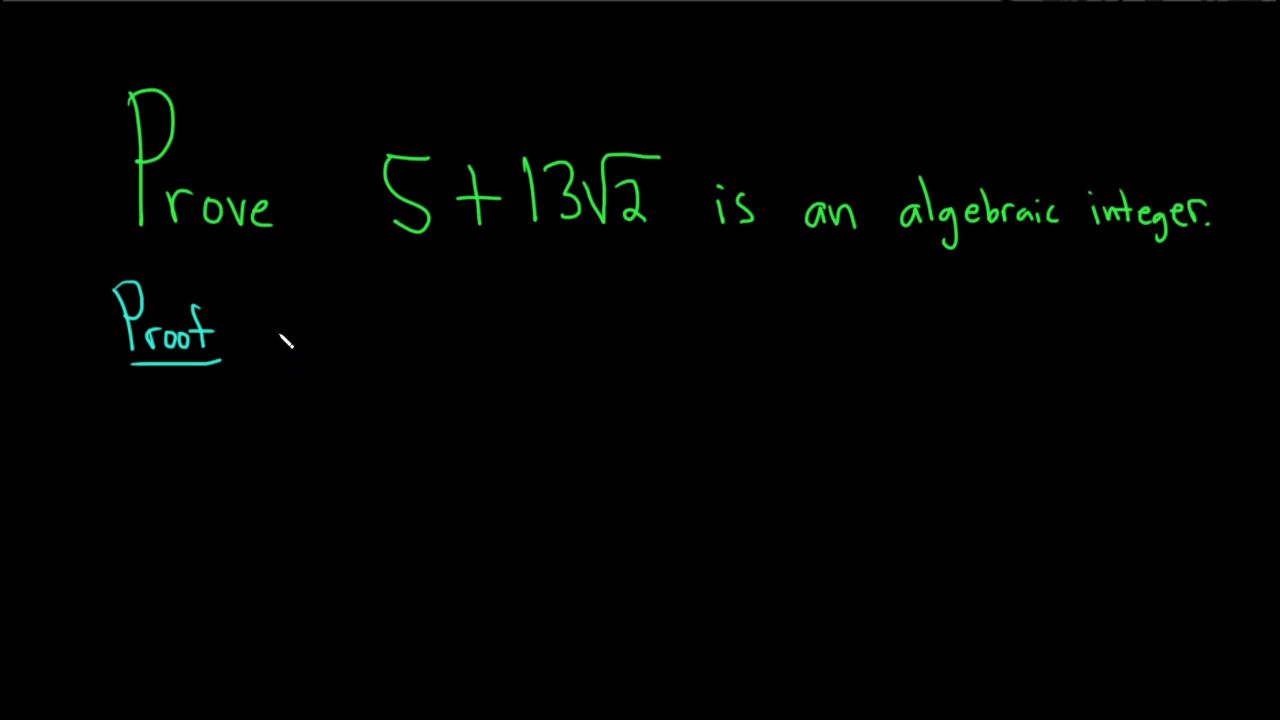 Prove 5+13√2 is an algebraic integer.
Proof